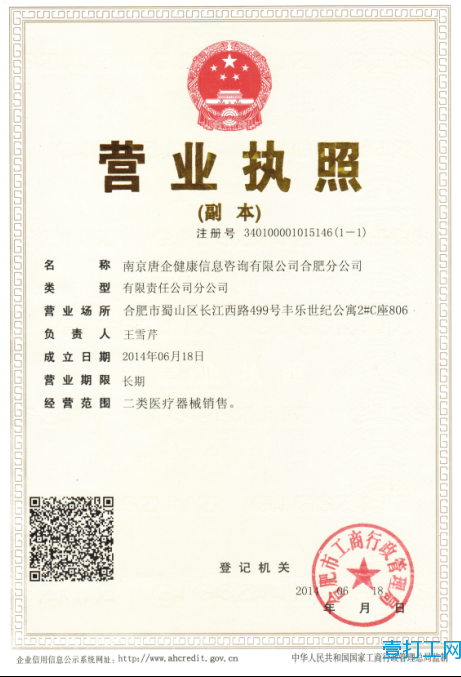 营业执照
(副 本)
注册号 340100001015146(1-1)
名 称 南京唐企健康信息咨询有限公司合肥分公司
类 型 有限责任公司分公司
营业场所 合肥市蜀山区长江西路499号丰乐世纪公寓2#C座806
负 责 人 王雪芹
成立日期 2014年06月18日
营业期限 长期
经营范围 二类医疗器械销售。
合肥市工商行政管理局
登记机关
2014 06 18
年 月 日
壹打工网
企业信用信息公示系统网址: http://www.ahcredit.gov.cn
中华人民共和国国家工商行政管理总局监制